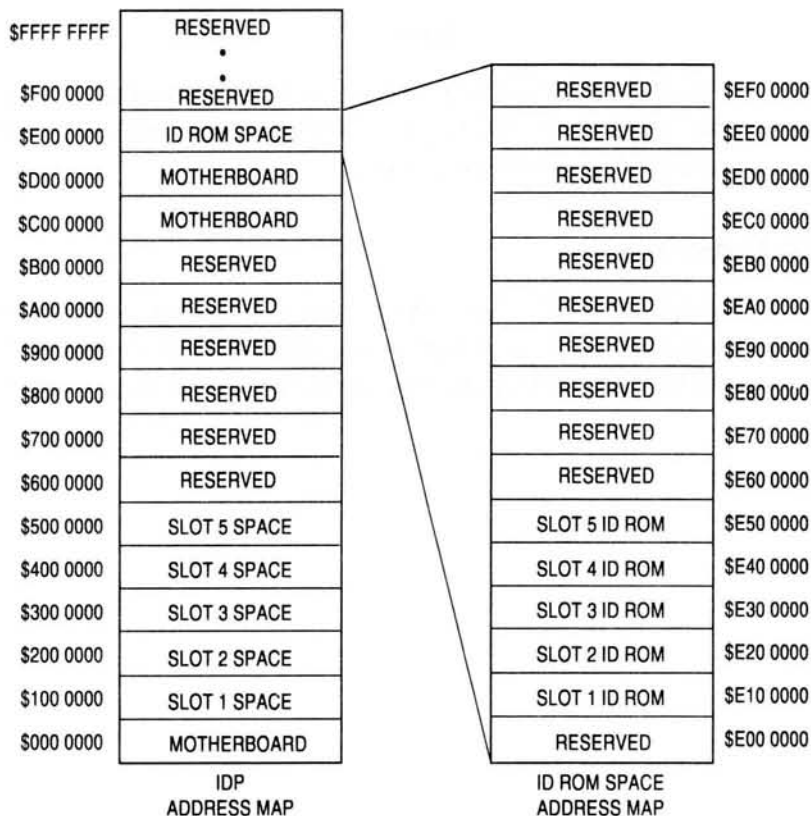 $FFFF FFFF RESERVED
•
•
$F00 0000 RESERVED
$E00 0000 ID ROM SPACE
$D00 0000 MOTHERBOARD
$C00 0000 MOTHERBOARD
$B00 0000 RESERVED
$A00 0000 RESERVED
$900 0000 RESERVED
$800 0000 RESERVED
$700 0000 RESERVED
$600 0000 RESERVED
$500 0000 SLOT 5 SPACE
$400 0000 SLOT 4 SPACE
$300 0000 SLOT 3 SPACE
$200 0000 SLOT 2 SPACE
$100 0000 SLOT 1 SPACE
$000 0000 MOTHERBOARD
IDP
ADDRESS MAP
RESERVED $EF0 0000
RESERVED $EE0 0000
RESERVED $ED0 0000
RESERVED $EC0 0000
RESERVED $EB0 0000
RESERVED $EA0 0000
RESERVED $E90 0000
RESERVED $E80 0000
RESERVED $E70 0000
RESERVED $E60 0000
SLOT 5 ID ROM $E50 0000
SLOT 4 ID ROM $E40 0000
SLOT 3 ID ROM $E30 0000
SLOT 2 ID ROM $E20 0000
SLOT 1 ID ROM $E10 0000
RESERVED $E00 0000
ID ROM SPACE
ADDRESS MAP